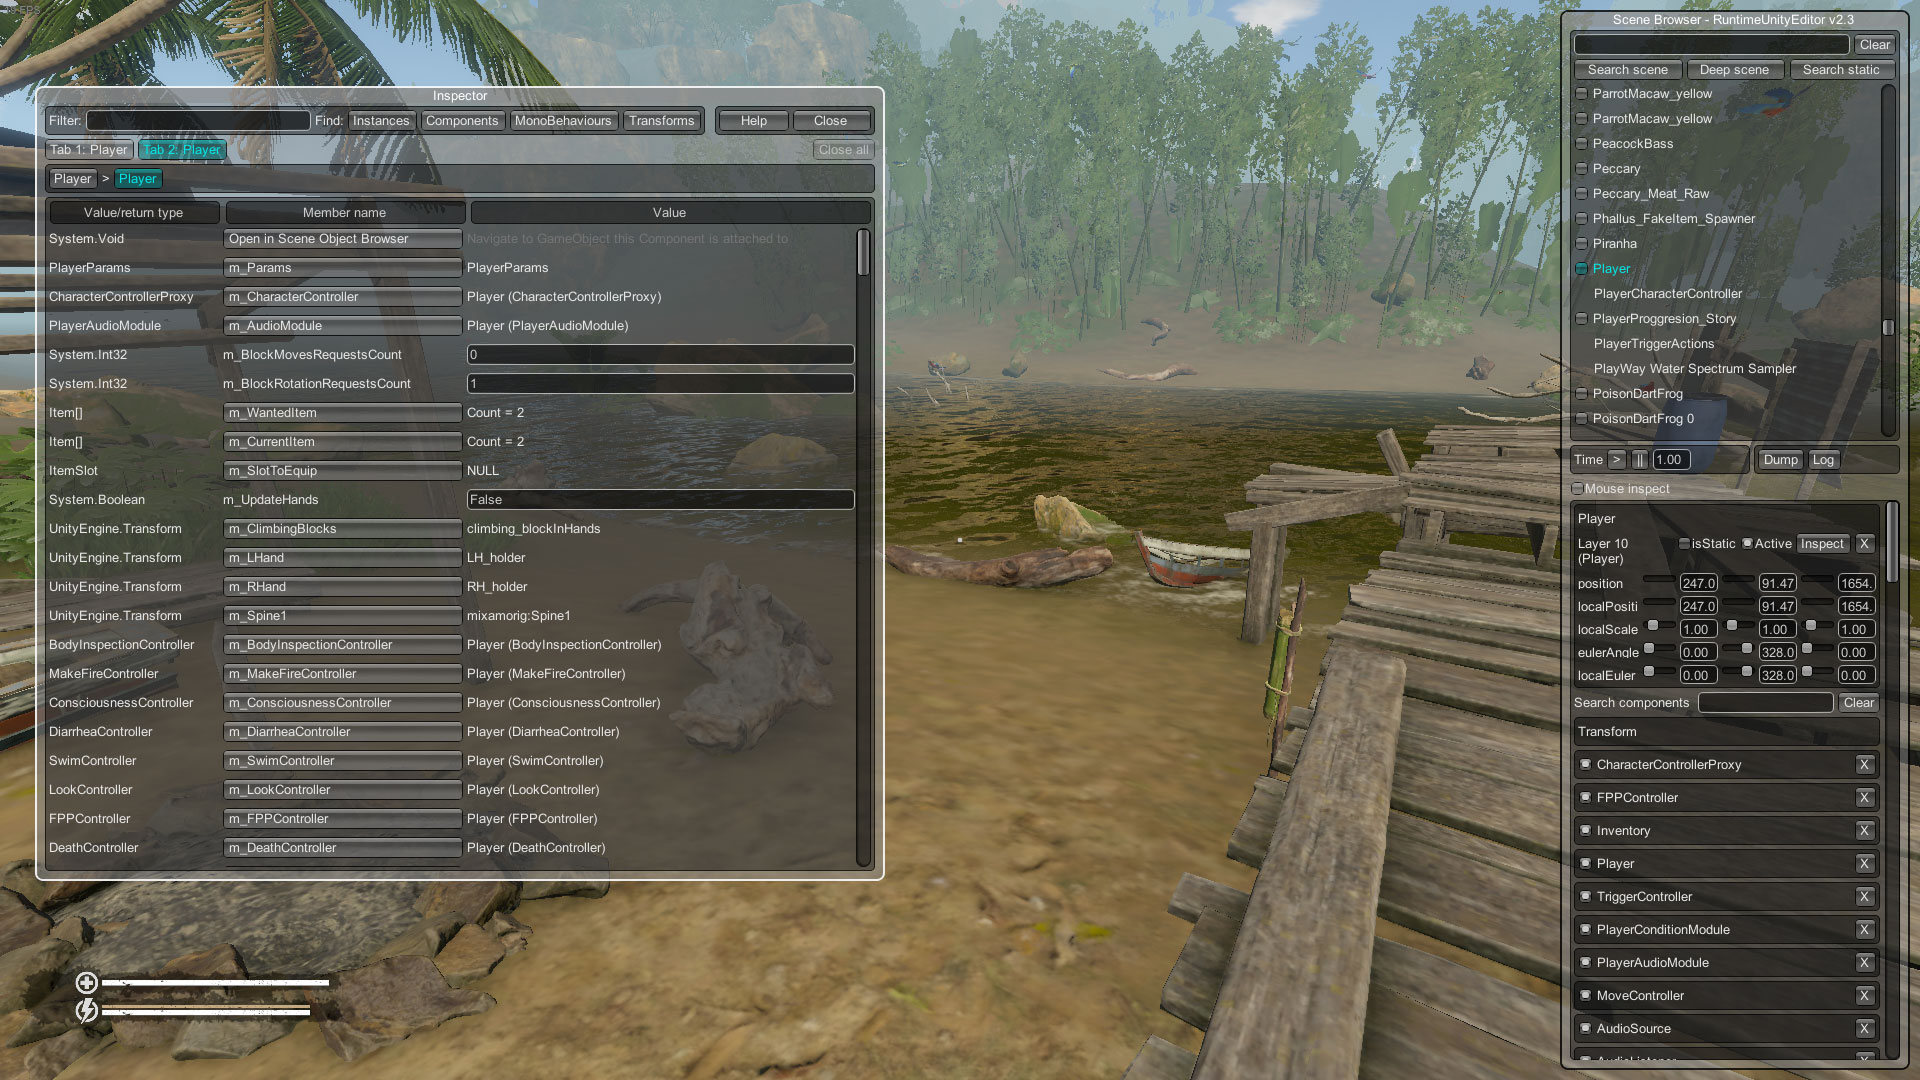 Inspector
Filter: Find: Instances Components MonoBehaviours Transforms Help Close
Tab 1: Player Tab 2: Player Close all
Player > Player
Value/return type Member name Value
System.Void Open in Scene Object Browser Navigate to GameObject this Component is attached to
PlayerParams m_Params PlayerParams
CharacterControllerProxy m_CharacterController Player (CharacterControllerProxy)
PlayerAudioModule m_AudioModule Player (PlayerAudioModule)
System.Int32 m_BlockMovesRequestsCount 0
System.Int32 m_BlockRotationRequestsCount 1
Item[] m_WantedItem Count = 2
Item[] m_CurrentItem Count = 2
ItemSlot m_SlotToEquip NULL
System.Boolean m_UpdateHands False
UnityEngine.Transform m_ClimbingBlocks climbing_blockInHands
UnityEngine.Transform m_LHand LH_holder
UnityEngine.Transform m_RHand RH_holder
UnityEngine.Transform m_Spine1 mixamorig:Spine1
BodyInspectionController m_BodyInspectionController Player (BodyInspectionController)
MakeFireController m_MakeFireController Player (MakeFireController)
ConsciousnessController m_ConsciousnessController Player (ConsciousnessController)
DiarrheaController m_DiarrheaController Player (DiarrheaController)
SwimController m_SwimController Player (SwimController)
LookController m_LookController Player (LookController)
FPPController m_FPPController Player (FPPController)
DeathController m_DeathController Player (DeathController)
Scene Browser - RuntimeUnityEditor v2.3
Clear
Search scene Deep scene Search static
ParrotMacaw_yellow
ParrotMacaw_yellow
PeacockBass
Peccary
Peccary_Meat_Raw
Phallus_FakeItem_Spawner
Piranha
Player
PlayerCharacterController
PlayerProggresion_Story
PlayerTriggerActions
PlayWay Water Spectrum Sampler
PoisonDartFrog
PoisonDartFrog 0
Time > || 1.00 Dump Log
Mouse inspect
Player
Layer 10 (Player) isStatic Active Inspect X
position 247.0 91.47 1654.
localPositi 247.0 91.47 1654.
localScale 1.00 1.00 1.00
eulerAngle 0.00 328.0 0.00
localEuler 0.00 328.0 0.00
Search components Clear
Transform
CharacterControllerProxy X
FPPController X
Inventory X
Player X
TriggerController X
PlayerConditionModule X
PlayerAudioModule X
MoveController X
AudioSource X